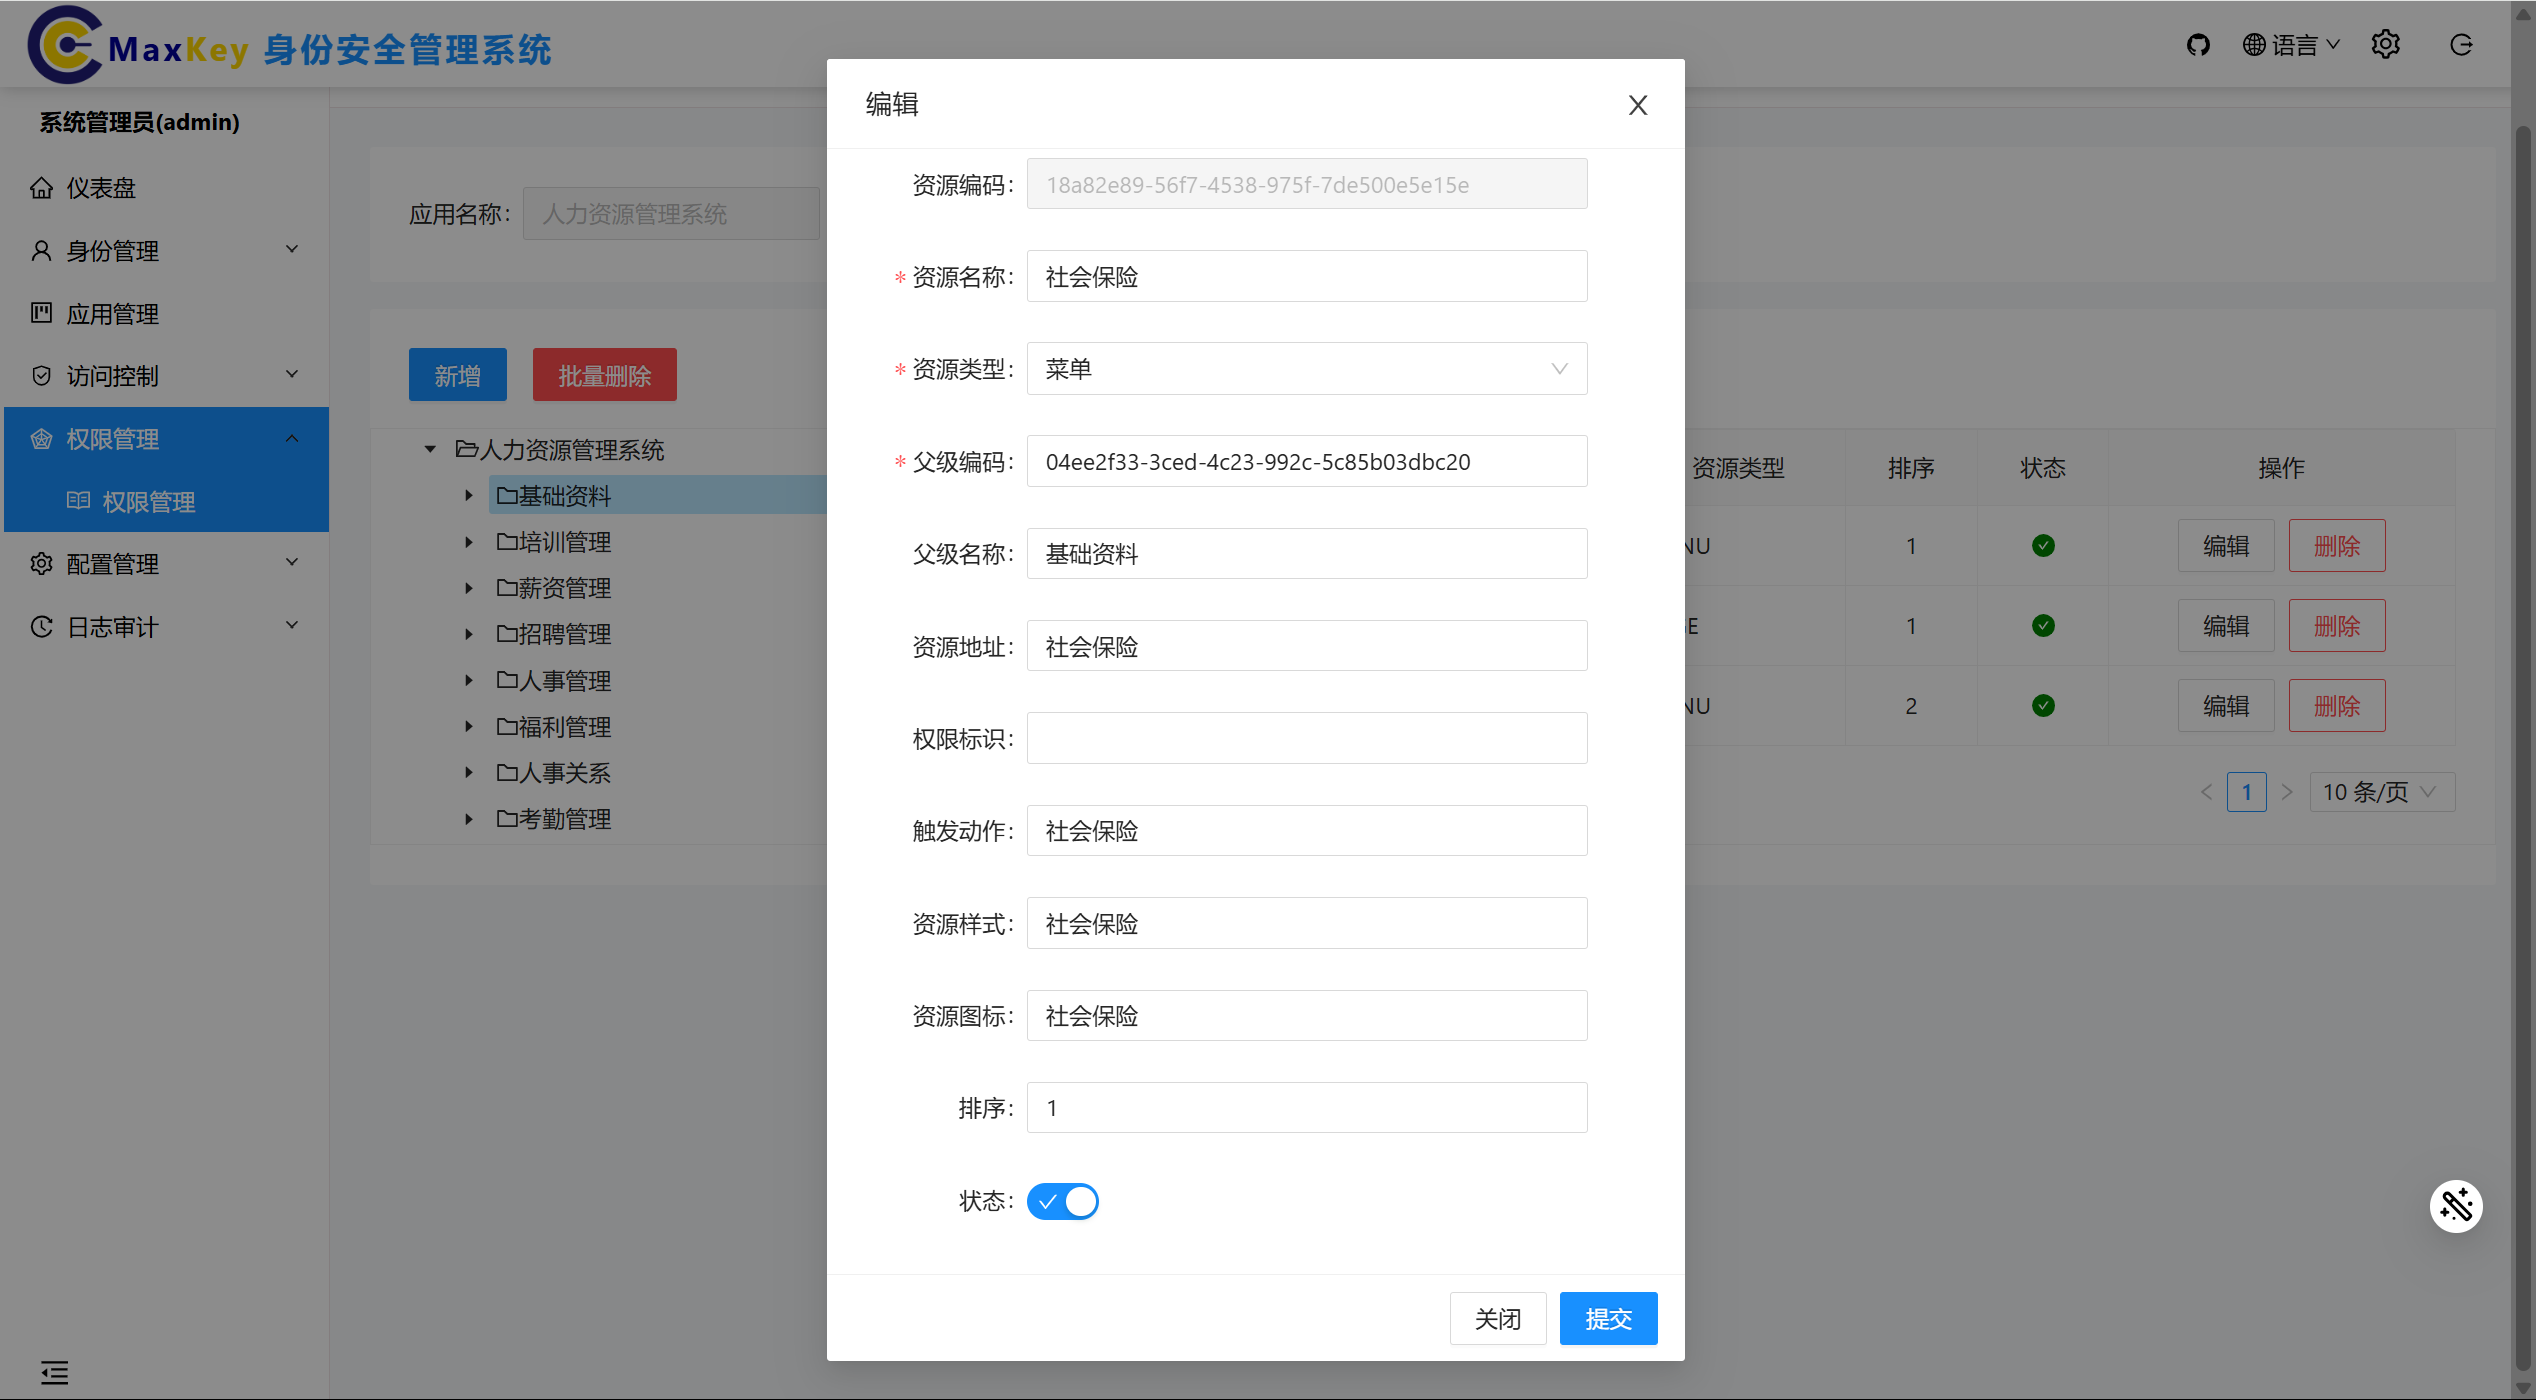 MaxKey 身份安全管理系统
语言
系统管理员(admin)
仪表盘
身份管理
应用管理
访问控制
权限管理
权限管理
配置管理
日志审计
应用名称:
人力资源管理系统
新增
批量删除
人力资源管理系统
基础资料
培训管理
薪资管理
招聘管理
人事管理
福利管理
人事关系
考勤管理
资源类型 排序 状态 操作
NU 1 编辑 删除
E 1 编辑 删除
NU 2 编辑 删除
1 10 条/页
编辑
资源编码: 18a82e89-56f7-4538-975f-7de500e5e15e
* 资源名称: 社会保险
* 资源类型: 菜单
* 父级编码: 04ee2f33-3ced-4c23-992c-5c85b03dbc20
父级名称: 基础资料
资源地址: 社会保险
权限标识:
触发动作: 社会保险
资源样式: 社会保险
资源图标: 社会保险
排序: 1
状态:
关闭 提交